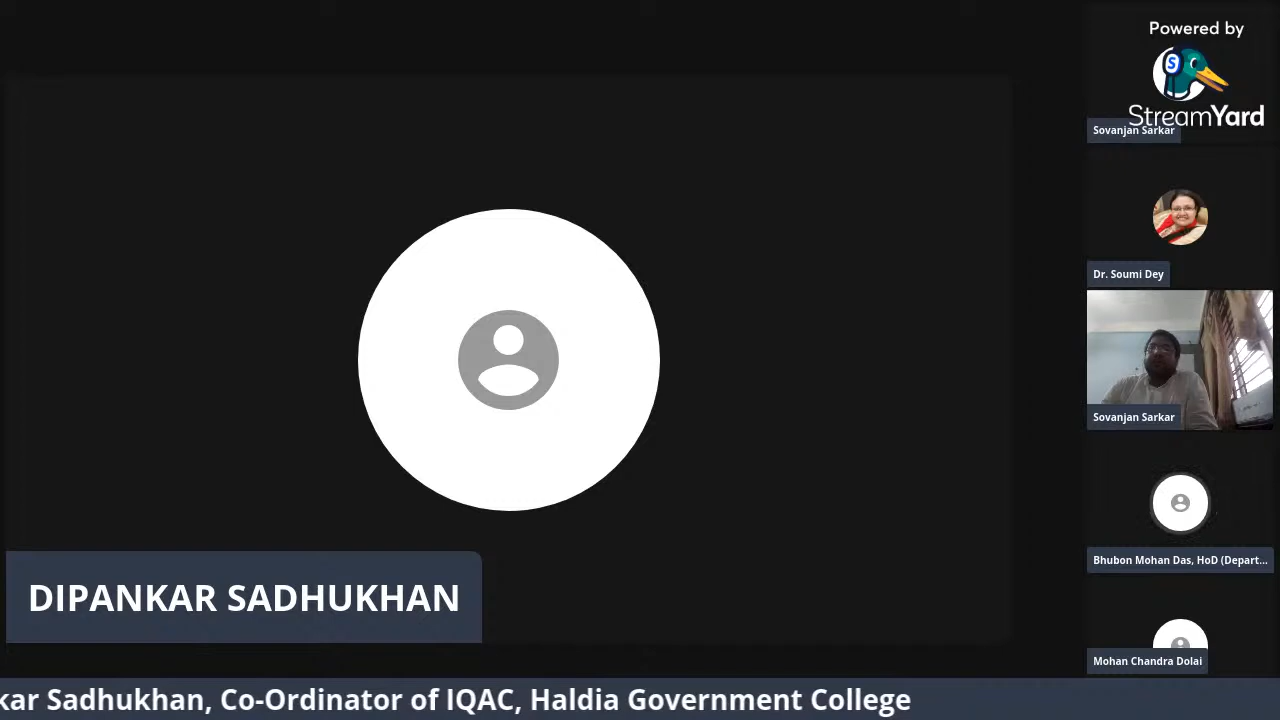 Powered by
S
StreamYard
Sovanjan Sarkar
Dr. Soumi Dey
Sovanjan Sarkar
Bhubon Mohan Das, HoD (Depart...
Mohan Chandra Dolai
DIPANKAR SADHUKHAN
kar Sadhukhan, Co-Ordinator of IQAC, Haldia Government College